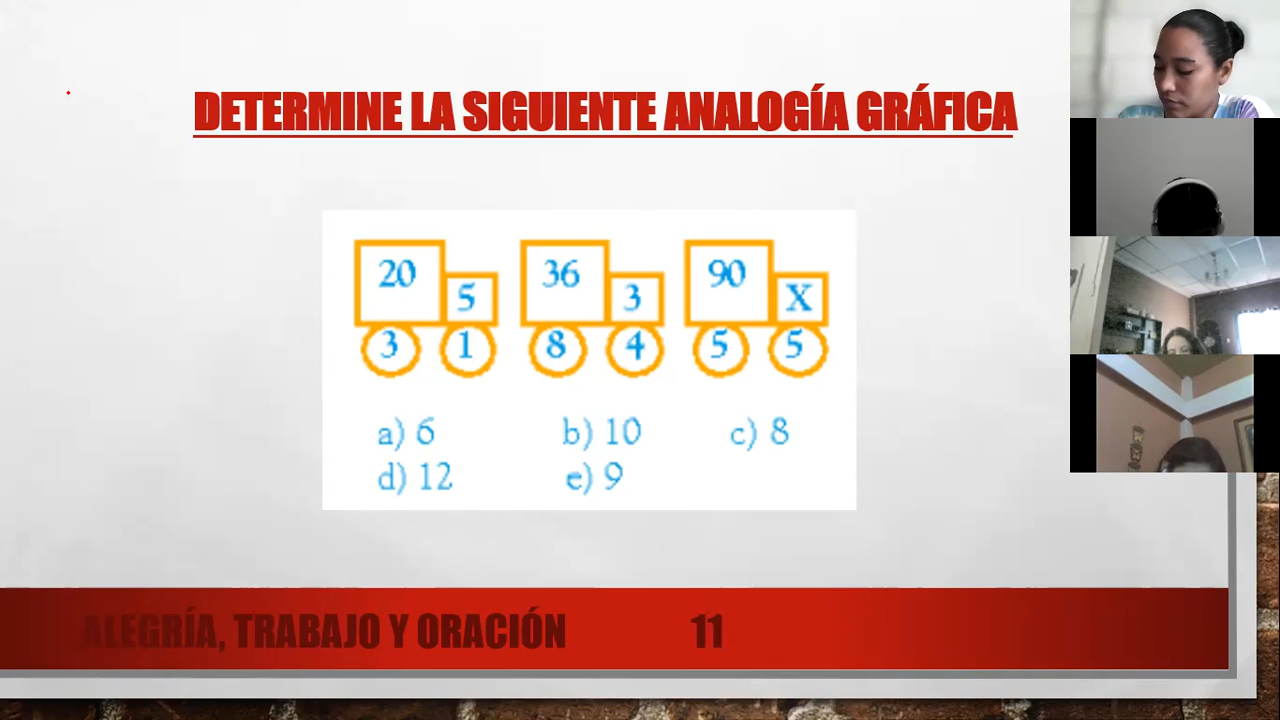 DETERMINE LA SIGUIENTE ANALOGÍA GRÁFICA
20 5 36 3 90 X
3 1 8 4 5 5
a) 6 b) 10 c) 8
d) 12 e) 9
ALEGRÍA, TRABAJO Y ORACIÓN 11